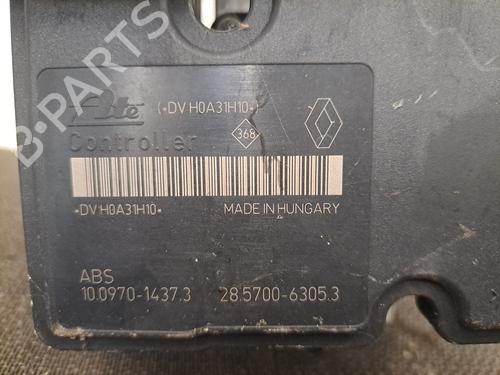 Ate
(•DV H0A31H10•)
Controller
368
•DV H0A31H10•
MADE IN HUNGARY
ABS
10.0970-1437.3
28.5700-6305.3
B-PARTS